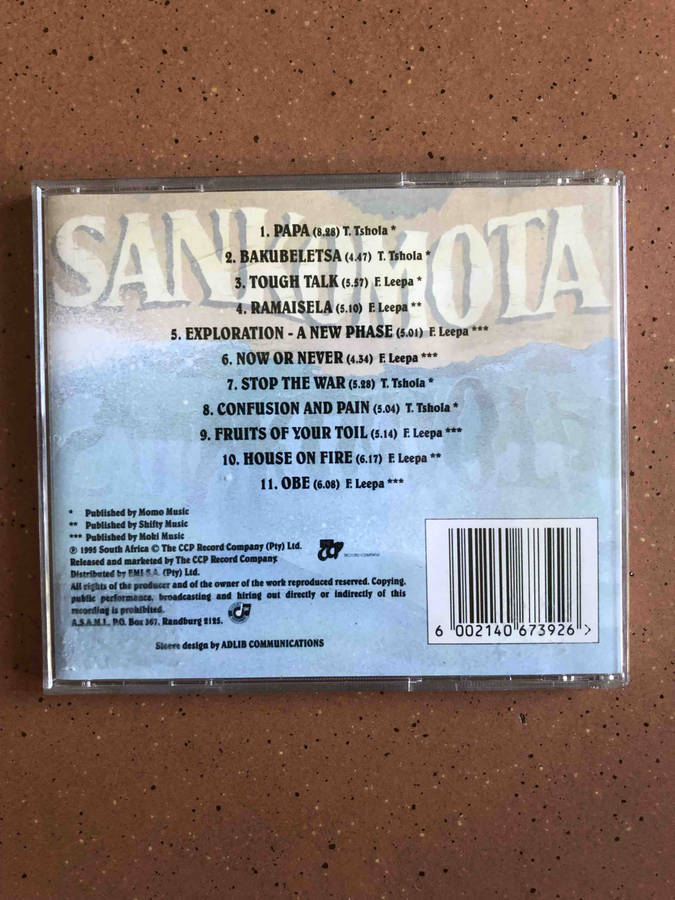 SANKOMOTA
1. PAPA (8.28) T. Tshola *
2. BAKUBELETSA (4.47) T. Tshola *
3. TOUGH TALK (5.57) F. Leepa *
4. RAMAISELA (5.10) F. Leepa **
5. EXPLORATION - A NEW PHASE (5.01) F. Leepa ***
6. NOW OR NEVER (4.34) F. Leepa ***
7. STOP THE WAR (5.28) T. Tshola *
8. CONFUSION AND PAIN (5.04) T. Tshola *
9. FRUITS OF YOUR TOIL (5.14) F. Leepa ***
10. HOUSE ON FIRE (6.17) F. Leepa **
11. OBE (6.08) F. Leepa ***
* Published by Momo Music
** Published by Shifty Music
*** Published by Moki Music
℗ 1995 South Africa © The CCP Record Company (Pty) Ltd.
Released and marketed by The CCP Record Company.
Distributed by EMI S.A. (Pty) Ltd.
All rights of the producer and of the owner of the work reproduced reserved. Copying,
public performance, broadcasting and hiring out directly or indirectly of this
recording is prohibited.
A.S.A.M.I., P.O. Box 367, Randburg 2125.
Sleeve design by ADLIB COMMUNICATIONS
ccp
RECORD COMPANY
6 002140 673926 >